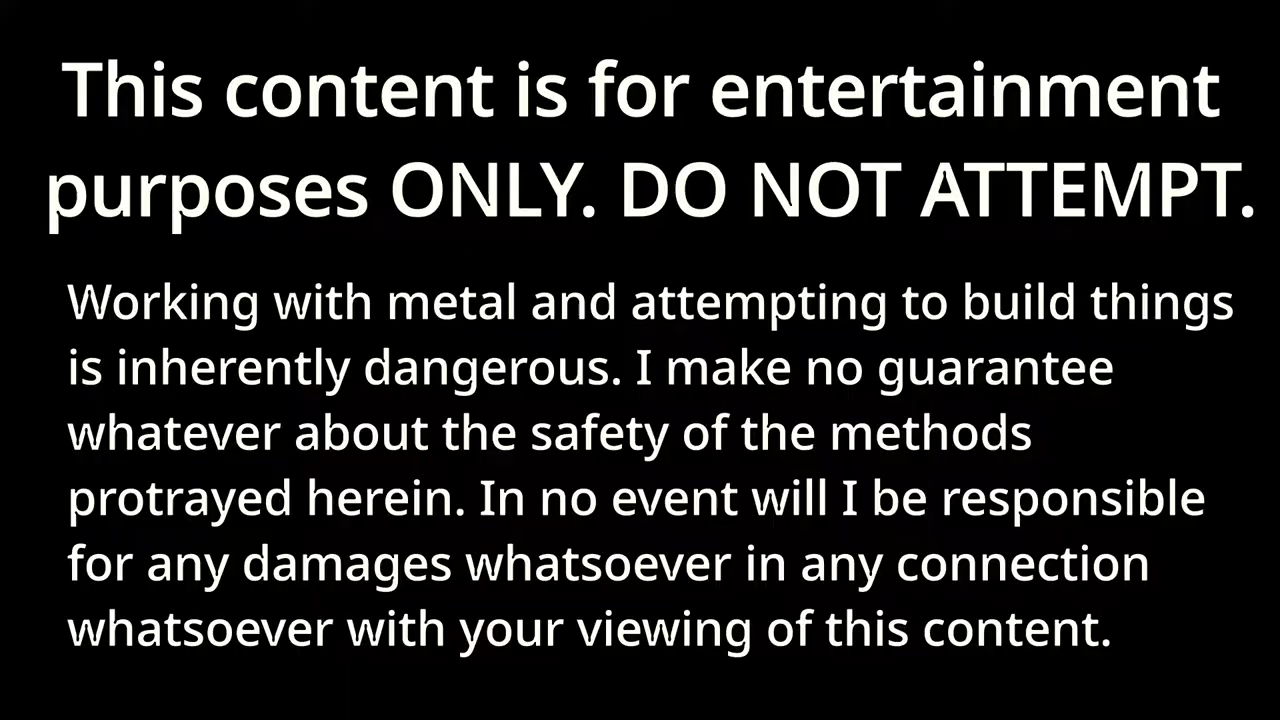 This content is for entertainment
purposes ONLY. DO NOT ATTEMPT.
Working with metal and attempting to build things
is inherently dangerous. I make no guarantee
whatever about the safety of the methods
protrayed herein. In no event will I be responsible
for any damages whatsoever in any connection
whatsoever with your viewing of this content.